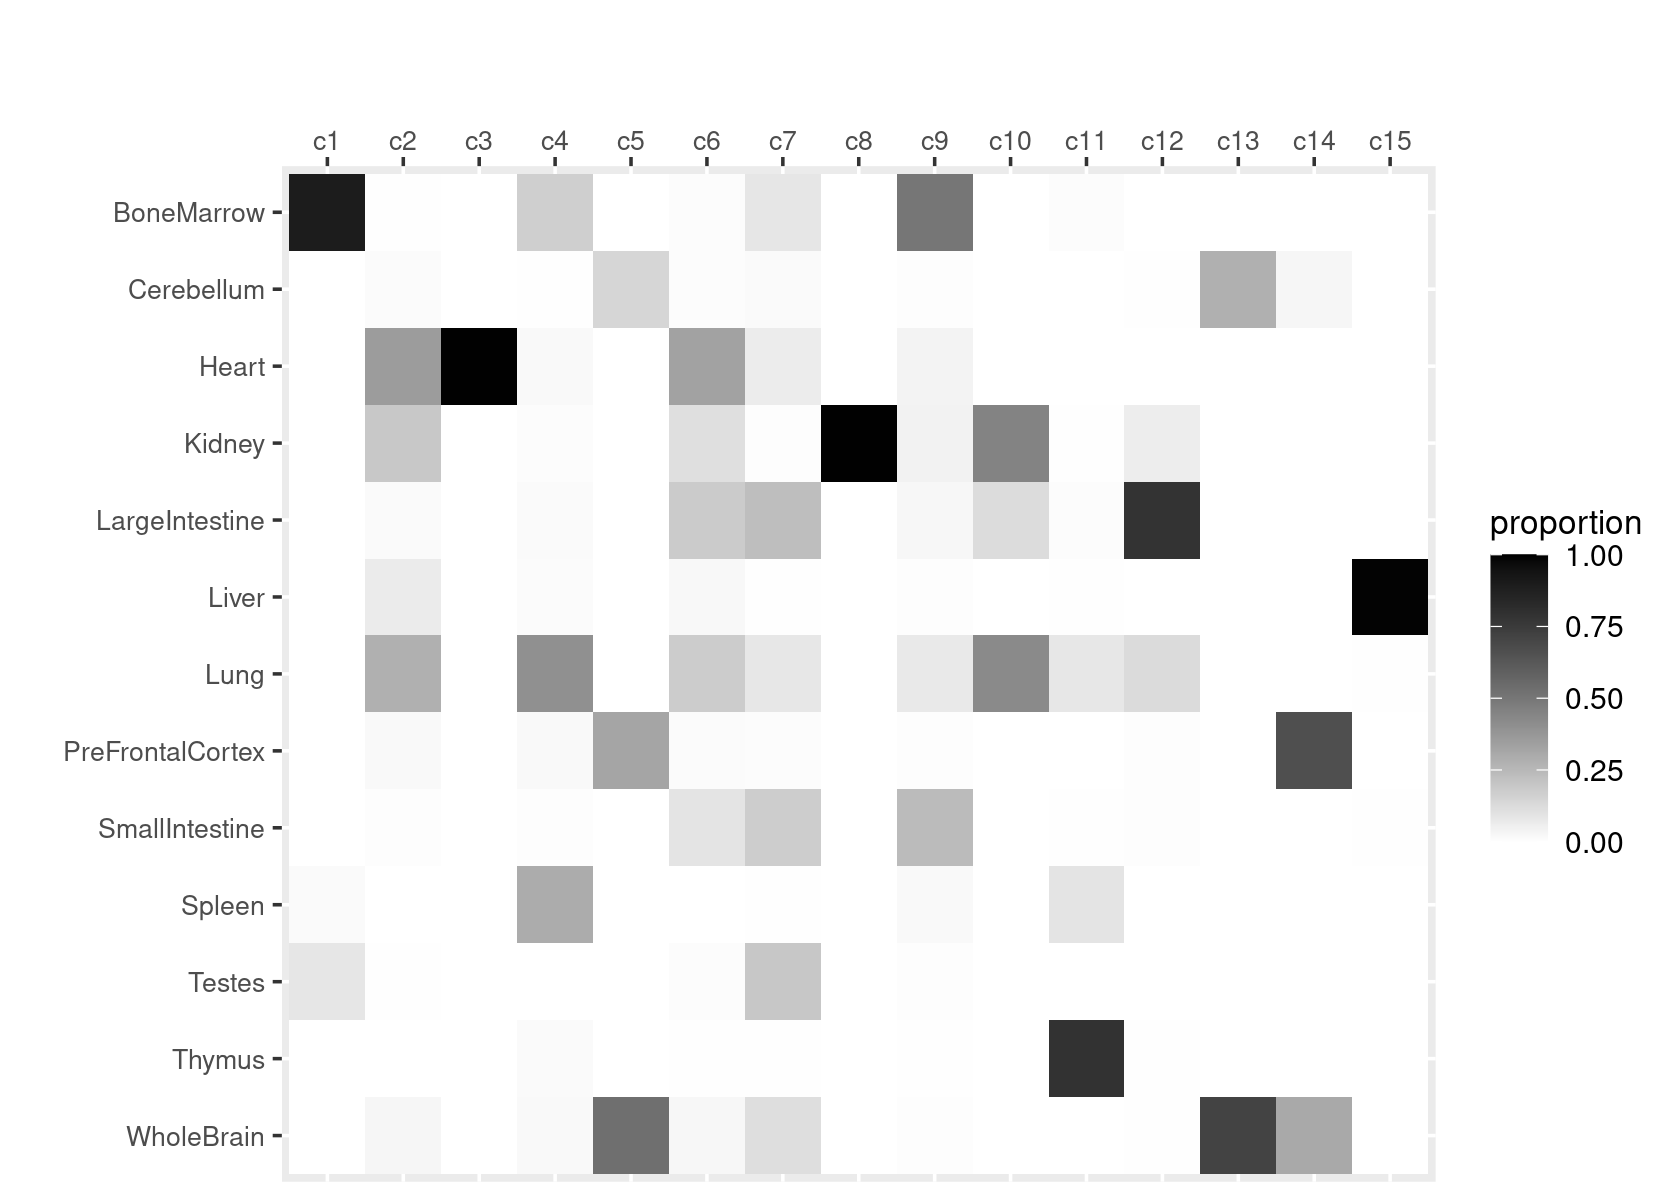 c1 c2 c3 c4 c5 c6 c7 c8 c9 c10 c11 c12 c13 c14 c15
BoneMarrow
Cerebellum
Heart
Kidney
LargeIntestine
Liver
Lung
PreFrontalCortex
SmallIntestine
Spleen
Testes
Thymus
WholeBrain
proportion
1.00
0.75
0.50
0.25
0.00